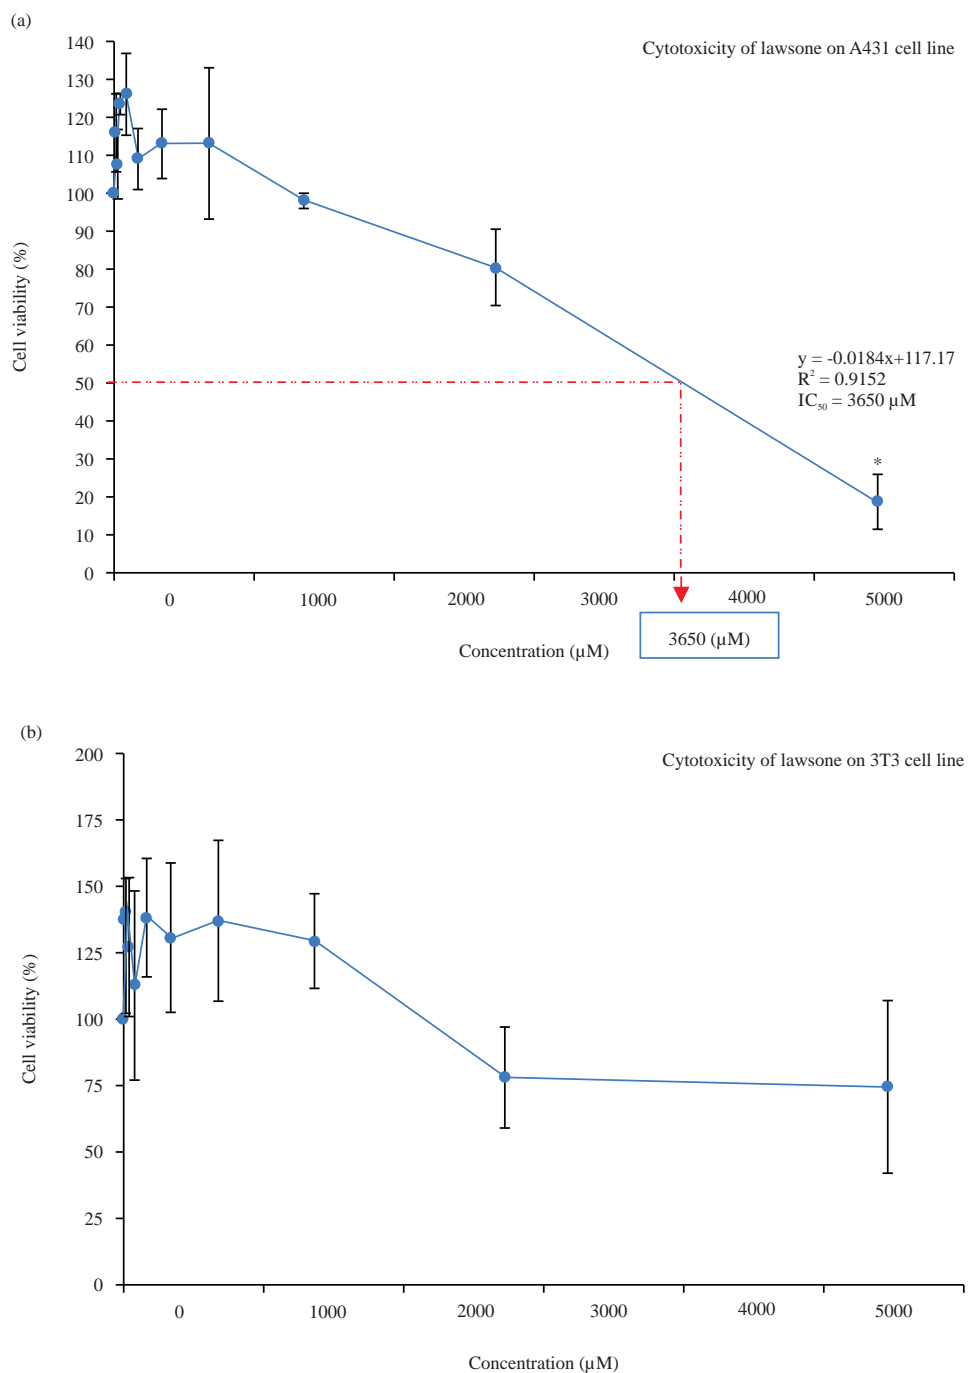 (a)
Cytotoxicity of lawsone on A431 cell line
140
130
120
110
100
90
80
70
60
50
40
30
20
10
0
Cell viability (%)
y = -0.0184x+117.17
R² = 0.9152
IC₅₀ = 3650 µM
*
0 1000 2000 3000 4000 5000
3650 (µM)
Concentration (µM)
(b)
Cytotoxicity of lawsone on 3T3 cell line
200
175
150
125
100
75
50
25
0
Cell viability (%)
0 1000 2000 3000 4000 5000
Concentration (µM)